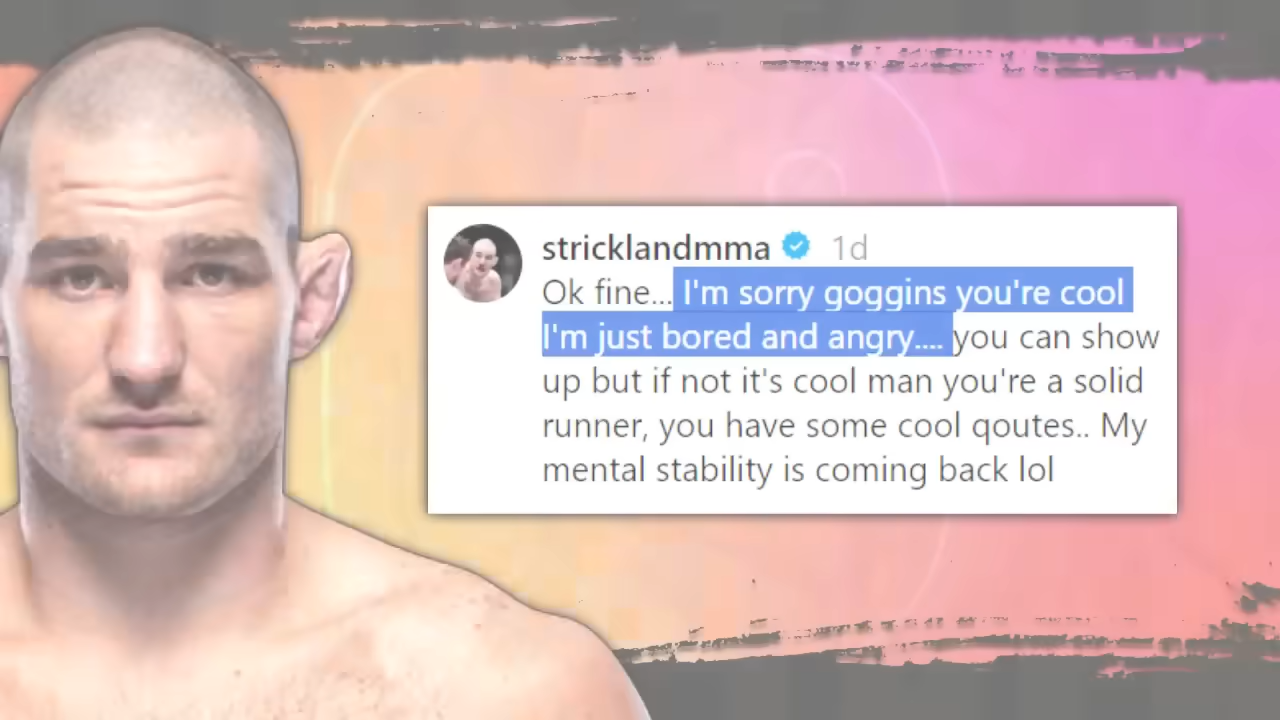 stricklandmma 1d
Ok fine... I'm sorry goggins you're cool
I'm just bored and angry.... you can show
up but if not it's cool man you're a solid
runner, you have some cool qoutes.. My
mental stability is coming back lol